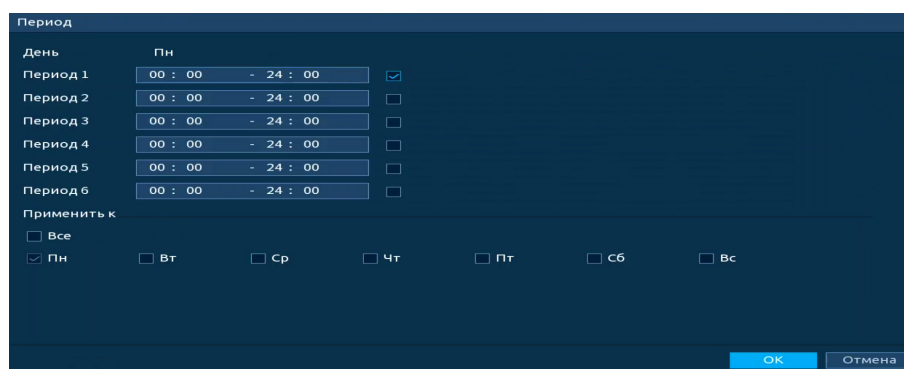 Период
День Пн
Период 1 00 : 00 - 24 : 00
Период 2 00 : 00 - 24 : 00
Период 3 00 : 00 - 24 : 00
Период 4 00 : 00 - 24 : 00
Период 5 00 : 00 - 24 : 00
Период 6 00 : 00 - 24 : 00
Применить к
Все
Пн Вт Ср Чт Пт Сб Вс
OK Отмена